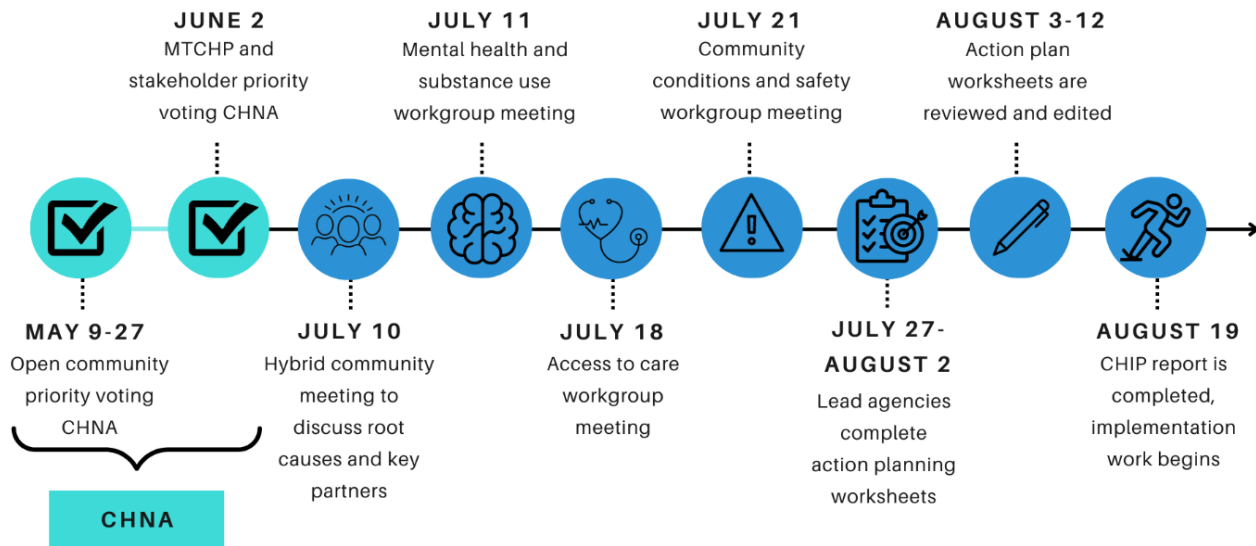 JUNE 2
MTCHP and
stakeholder priority
voting CHNA
JULY 11
Mental health and
substance use
workgroup meeting
JULY 21
Community
conditions and safety
workgroup meeting
AUGUST 3-12
Action plan
worksheets are
reviewed and edited
MAY 9-27
Open community
priority voting
CHNA
JULY 10
Hybrid community
meeting to
discuss root
causes and key
partners
JULY 18
Access to care
workgroup
meeting
JULY 27-
AUGUST 2
Lead agencies
complete
action planning
worksheets
AUGUST 19
CHIP report is
completed,
implementation
work begins
CHNA